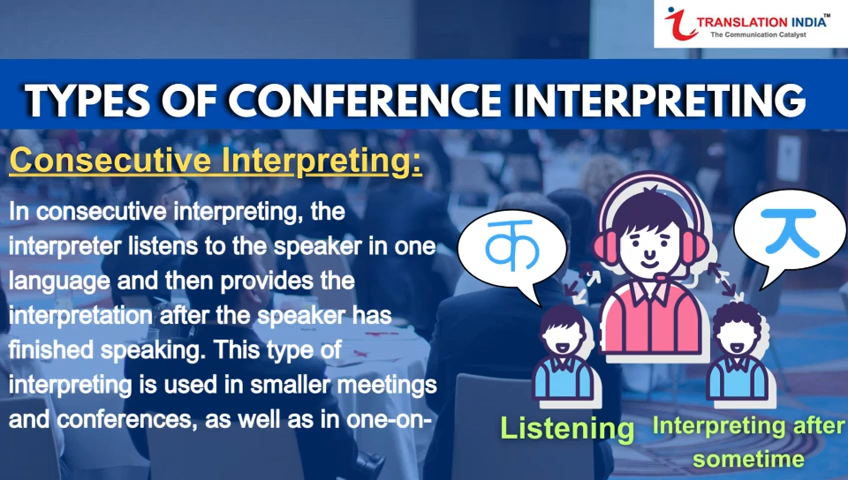 TRANSLATION INDIA™
The Communication Catalyst
TYPES OF CONFERENCE INTERPRETING
Consecutive Interpreting:
In consecutive interpreting, the
interpreter listens to the speaker in one
language and then provides the
interpretation after the speaker has
finished speaking. This type of
interpreting is used in smaller meetings
and conferences, as well as in one-on-
क
ㅈ
Listening
Interpreting after
sometime